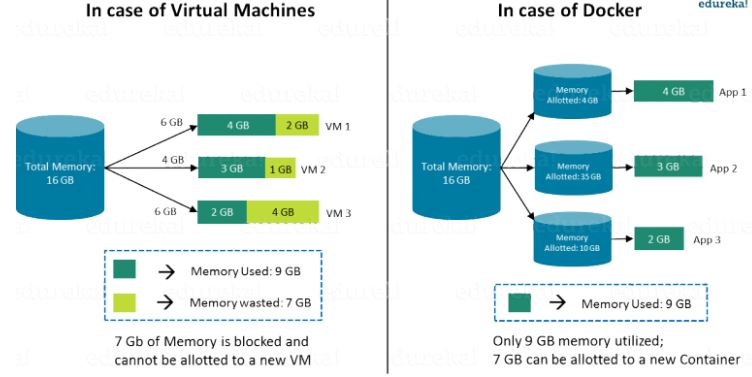 In case of Virtual Machines
Total Memory:
16 GB
6 GB
4 GB
2 GB
VM 1
4 GB
3 GB
1 GB
VM 2
6 GB
2 GB
4 GB
VM 3
Memory Used: 9 GB
Memory wasted: 7 GB
7 Gb of Memory is blocked and
cannot be allotted to a new VM
In case of Docker
edureka!
Total Memory:
16 GB
Memory
Allotted: 4 GB
4 GB
App 1
Memory
Allotted: 35 GB
3 GB
App 2
Memory
Allotted: 10 GB
2 GB
App 3
Memory Used: 9 GB
Only 9 GB memory utilized;
7 GB can be allotted to a new Container